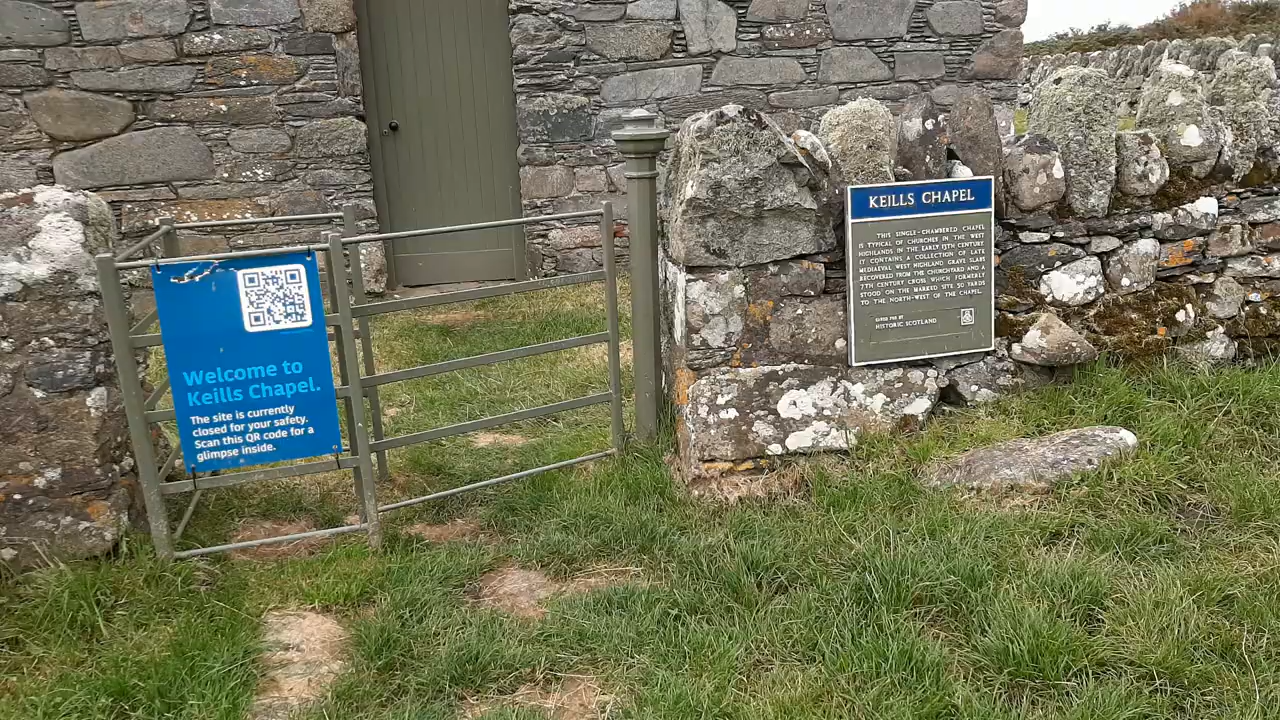 Welcome to
Keills Chapel.
The site is currently
closed for your safety.
Scan this QR code for a
glimpse inside.
KEILLS CHAPEL
THIS SINGLE-CHAMBERED CHAPEL
IS TYPICAL OF CHURCHES IN THE WEST
HIGHLANDS IN THE EARLY 13TH CENTURY
IT CONTAINS A COLLECTION OF LATE
MEDIAEVAL WEST HIGHLAND GRAVE SLABS
RECOVERED FROM THE CHURCHYARD AND A
7TH CENTURY CROSS, WHICH FORMERLY
STOOD ON THE MARKED SITE 50 YARDS
TO THE NORTH-WEST OF THE CHAPEL.
CARED FOR BY
HISTORIC SCOTLAND